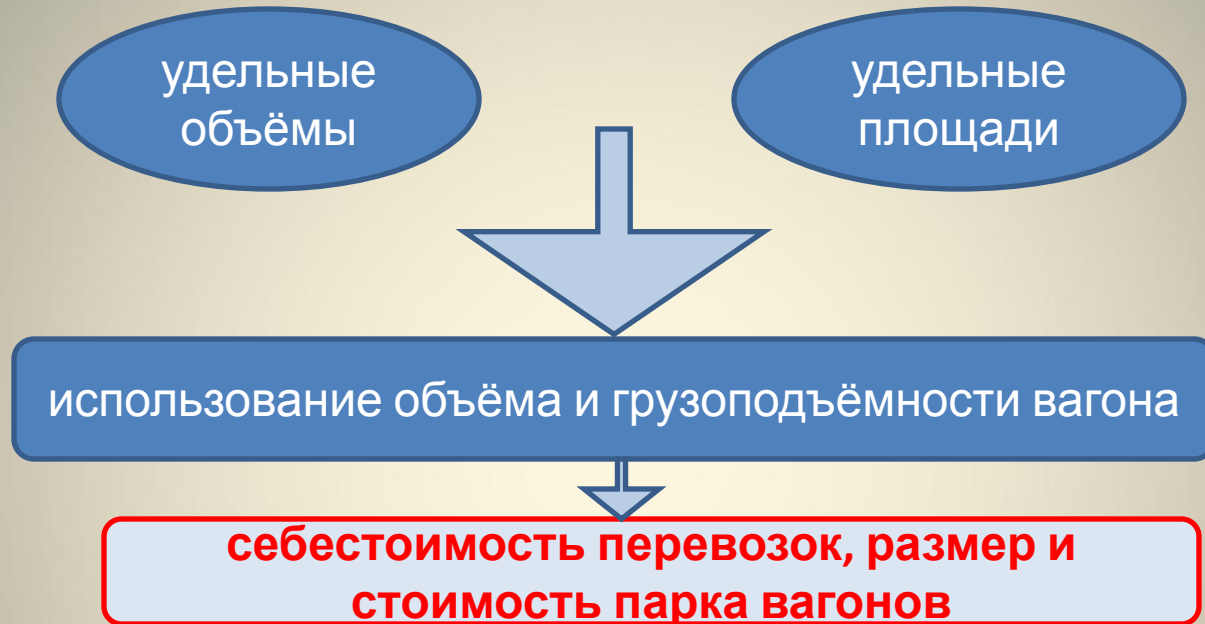 удельные
объёмы
удельные
площади
использование объёма и грузоподъёмности вагона
себестоимость перевозок, размер и
стоимость парка вагонов